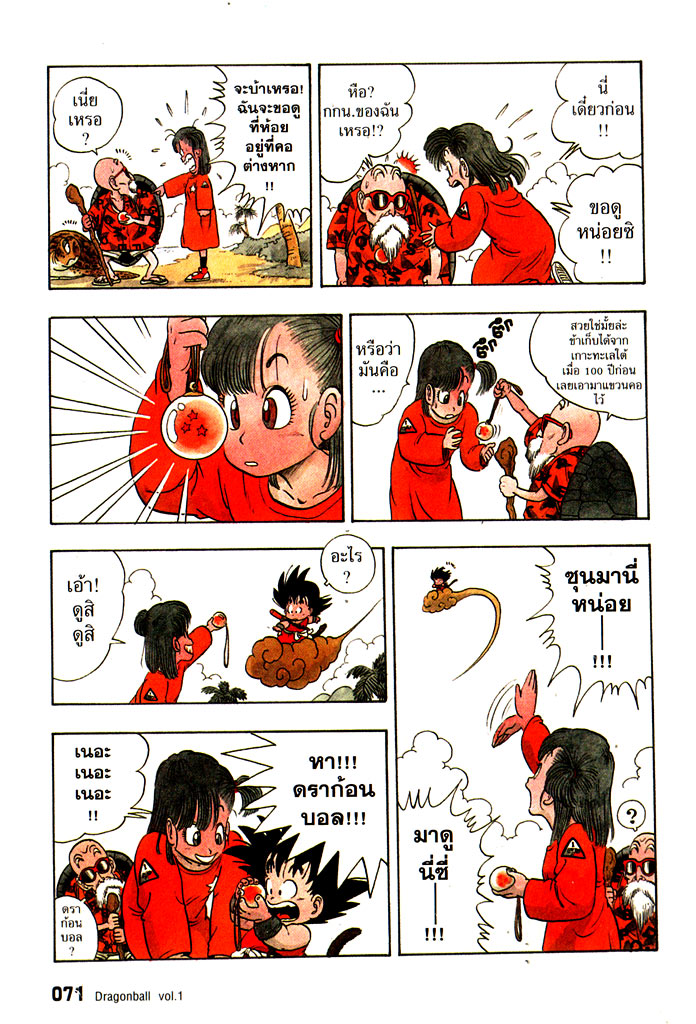 นี่
เดี๋ยวก่อน
!!
ขอดู
หน่อยซิ
!!
หือ?
กกน.ของฉัน
เหรอ!?
จะบ้าเหรอ!
ฉันจะขอดู
ที่ห้อย
อยู่ที่คอ
ต่างหาก
!!
เนี่ย
เหรอ
?
สวยใช่มั้ยล่ะ
ข้าเก็บได้จาก
เกาะทะเลใต้
เมื่อ 100 ปีก่อน
เลยเอามาแขวนคอ
ไว้
หรือว่า
มันคือ
...
ซุนมานี่
หน่อย
—
!!!
มาดู
นี่ซี่
—
!!!
?
อะไร
?
เอ้า!
ดูสิ
ดูสิ
หา!!!
ดราก้อน
บอล!!!
เนอะ
เนอะ
เนอะ
!!
ดรา
ก้อน
บอล
?
071 Dragonball vol.1